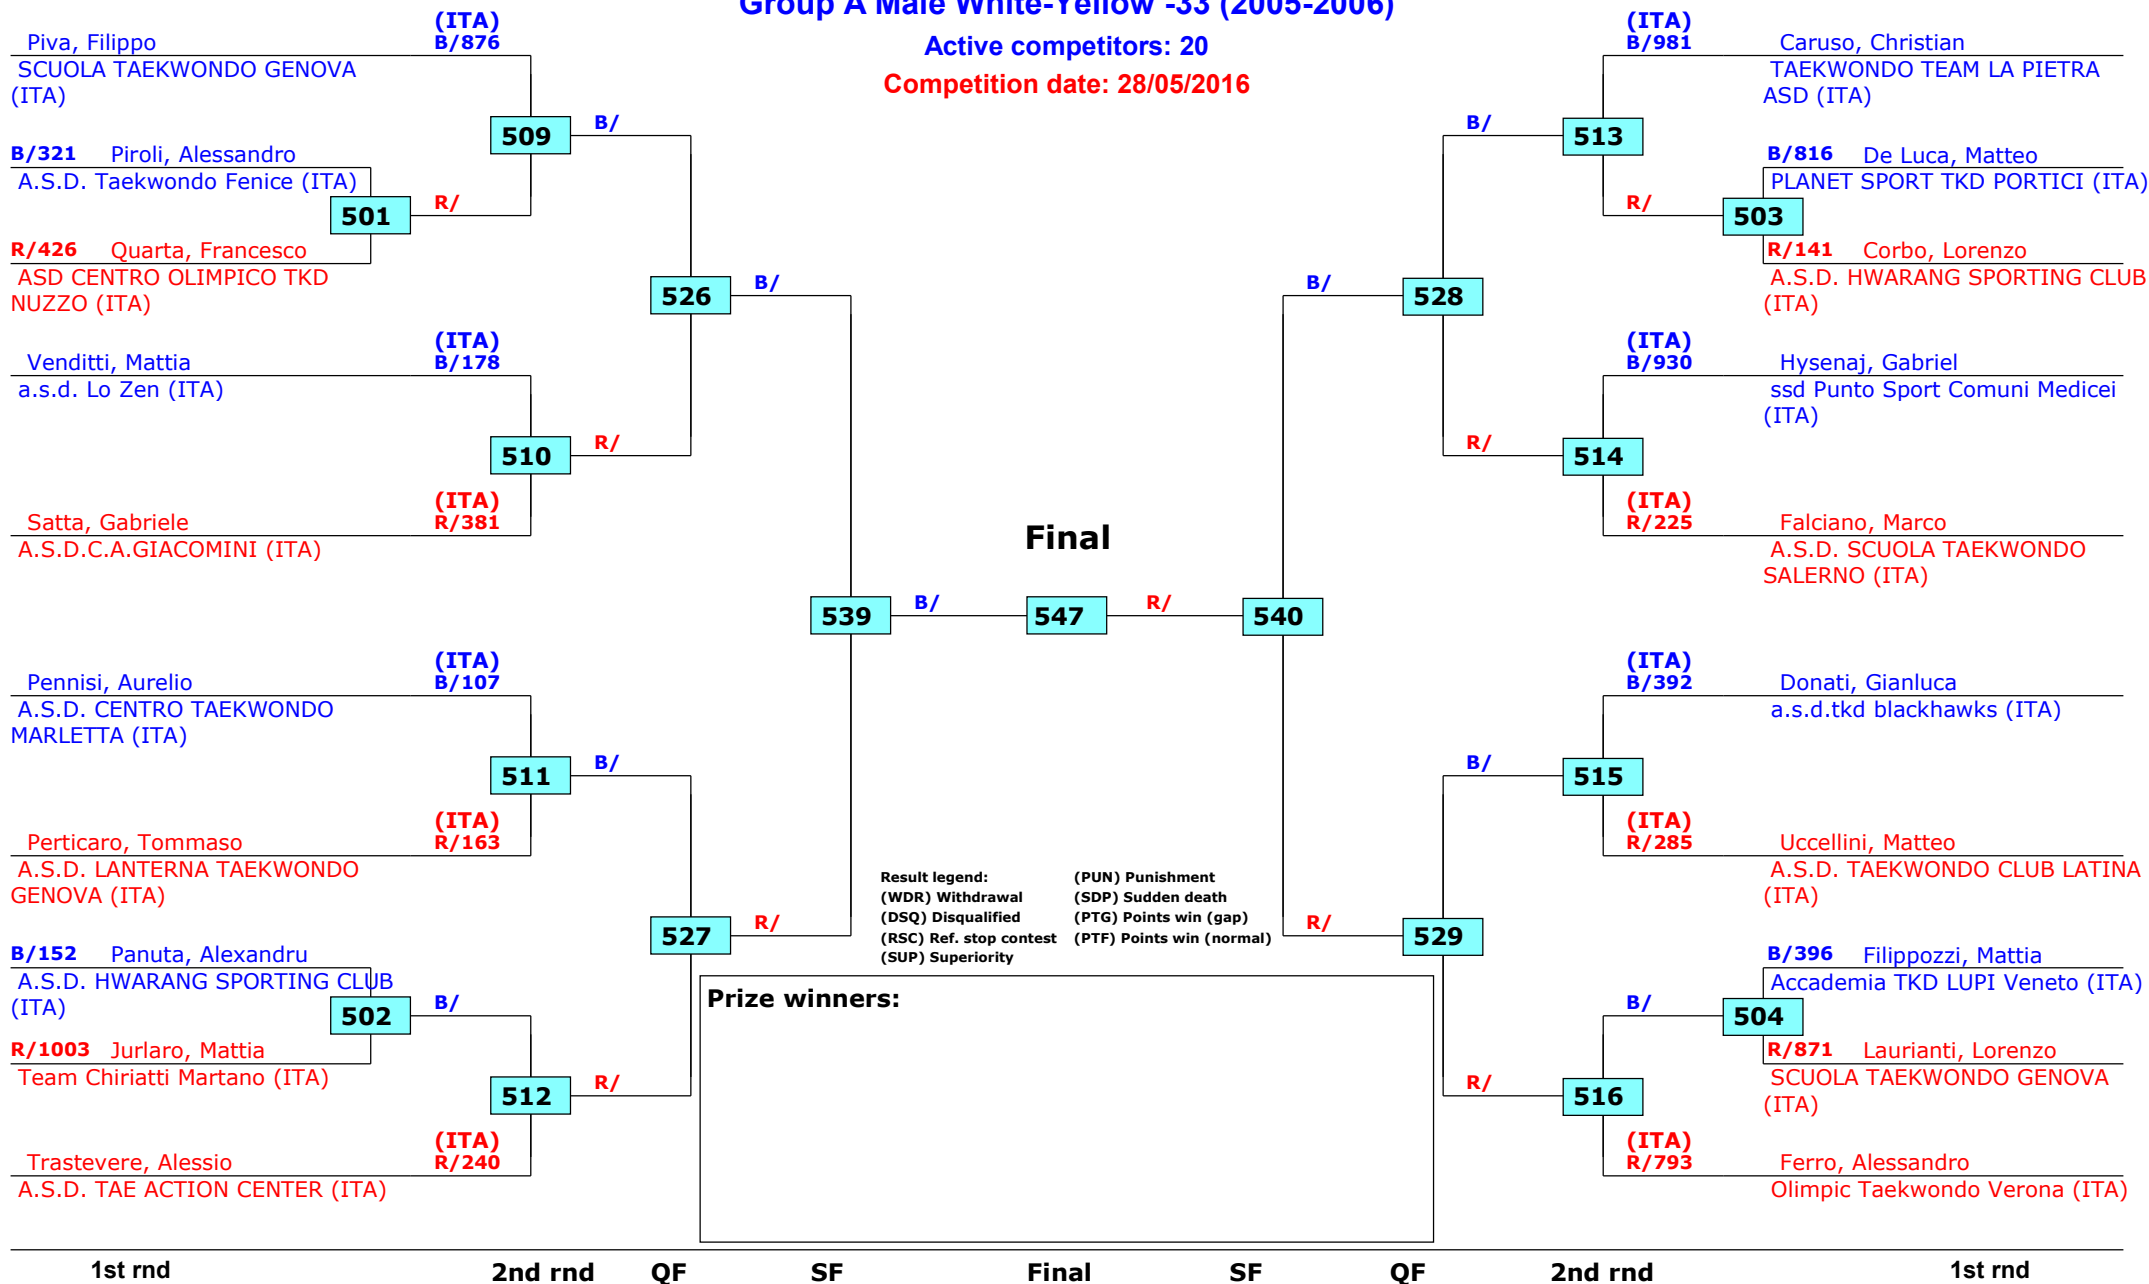 Group A Male White-Yellow -33 (2005-2006)
Active competitors: 20
Competition date: 28/05/2016
Piva, Filippo
(ITA)
B/876
SCUOLA TAEKWONDO GENOVA
(ITA)
509
B/
B/321 Piroli, Alessandro
A.S.D. Taekwondo Fenice (ITA)
501
R/
R/426 Quarta, Francesco
ASD CENTRO OLIMPICO TKD
NUZZO (ITA)
526
B/
Venditti, Mattia
(ITA)
B/178
a.s.d. Lo Zen (ITA)
510
R/
Satta, Gabriele
(ITA)
R/381
A.S.D.C.A.GIACOMINI (ITA)
539
B/
Pennisi, Aurelio
(ITA)
B/107
A.S.D. CENTRO TAEKWONDO
MARLETTA (ITA)
511
B/
Perticaro, Tommaso
(ITA)
R/163
A.S.D. LANTERNA TAEKWONDO
GENOVA (ITA)
527
R/
B/152 Panuta, Alexandru
A.S.D. HWARANG SPORTING CLUB
(ITA)
502
B/
R/1003 Jurlaro, Mattia
Team Chiriatti Martano (ITA)
512
R/
Trastevere, Alessio
(ITA)
R/240
A.S.D. TAE ACTION CENTER (ITA)
Final
547
R/
540
(ITA)
B/981
Caruso, Christian
TAEKWONDO TEAM LA PIETRA
ASD (ITA)
B/
513
B/816 De Luca, Matteo
PLANET SPORT TKD PORTICI (ITA)
R/
503
R/141 Corbo, Lorenzo
A.S.D. HWARANG SPORTING CLUB
(ITA)
B/
528
(ITA)
B/930
Hysenaj, Gabriel
ssd Punto Sport Comuni Medicei
(ITA)
R/
514
(ITA)
R/225
Falciano, Marco
A.S.D. SCUOLA TAEKWONDO
SALERNO (ITA)
(ITA)
B/392
Donati, Gianluca
a.s.d.tkd blackhawks (ITA)
B/
515
(ITA)
R/285
Uccellini, Matteo
A.S.D. TAEKWONDO CLUB LATINA
(ITA)
R/
529
B/396 Filippozzi, Mattia
Accademia TKD LUPI Veneto (ITA)
B/
504
R/871 Laurianti, Lorenzo
SCUOLA TAEKWONDO GENOVA
(ITA)
R/
516
(ITA)
R/793
Ferro, Alessandro
Olimpic Taekwondo Verona (ITA)
Result legend: (PUN) Punishment
(WDR) Withdrawal (SDP) Sudden death
(DSQ) Disqualified (PTG) Points win (gap)
(RSC) Ref. stop contest (PTF) Points win (normal)
(SUP) Superiority
Prize winners:
1st rnd 2nd rnd QF SF Final SF QF 2nd rnd 1st rnd